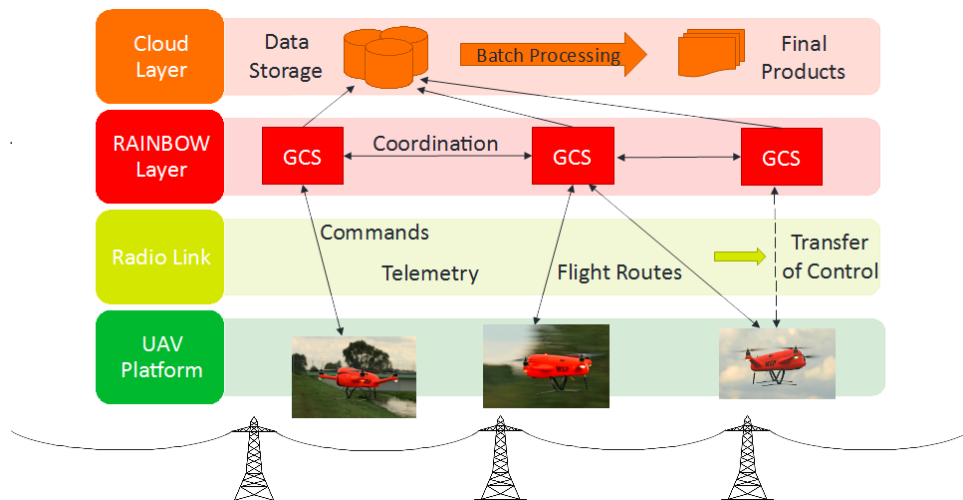 Cloud
Layer
Data
Storage
Batch Processing
Final
Products
RAINBOW
Layer
GCS
Coordination
GCS
GCS
Radio Link
Commands
Telemetry
Flight Routes
Transfer
of Control
UAV
Platform